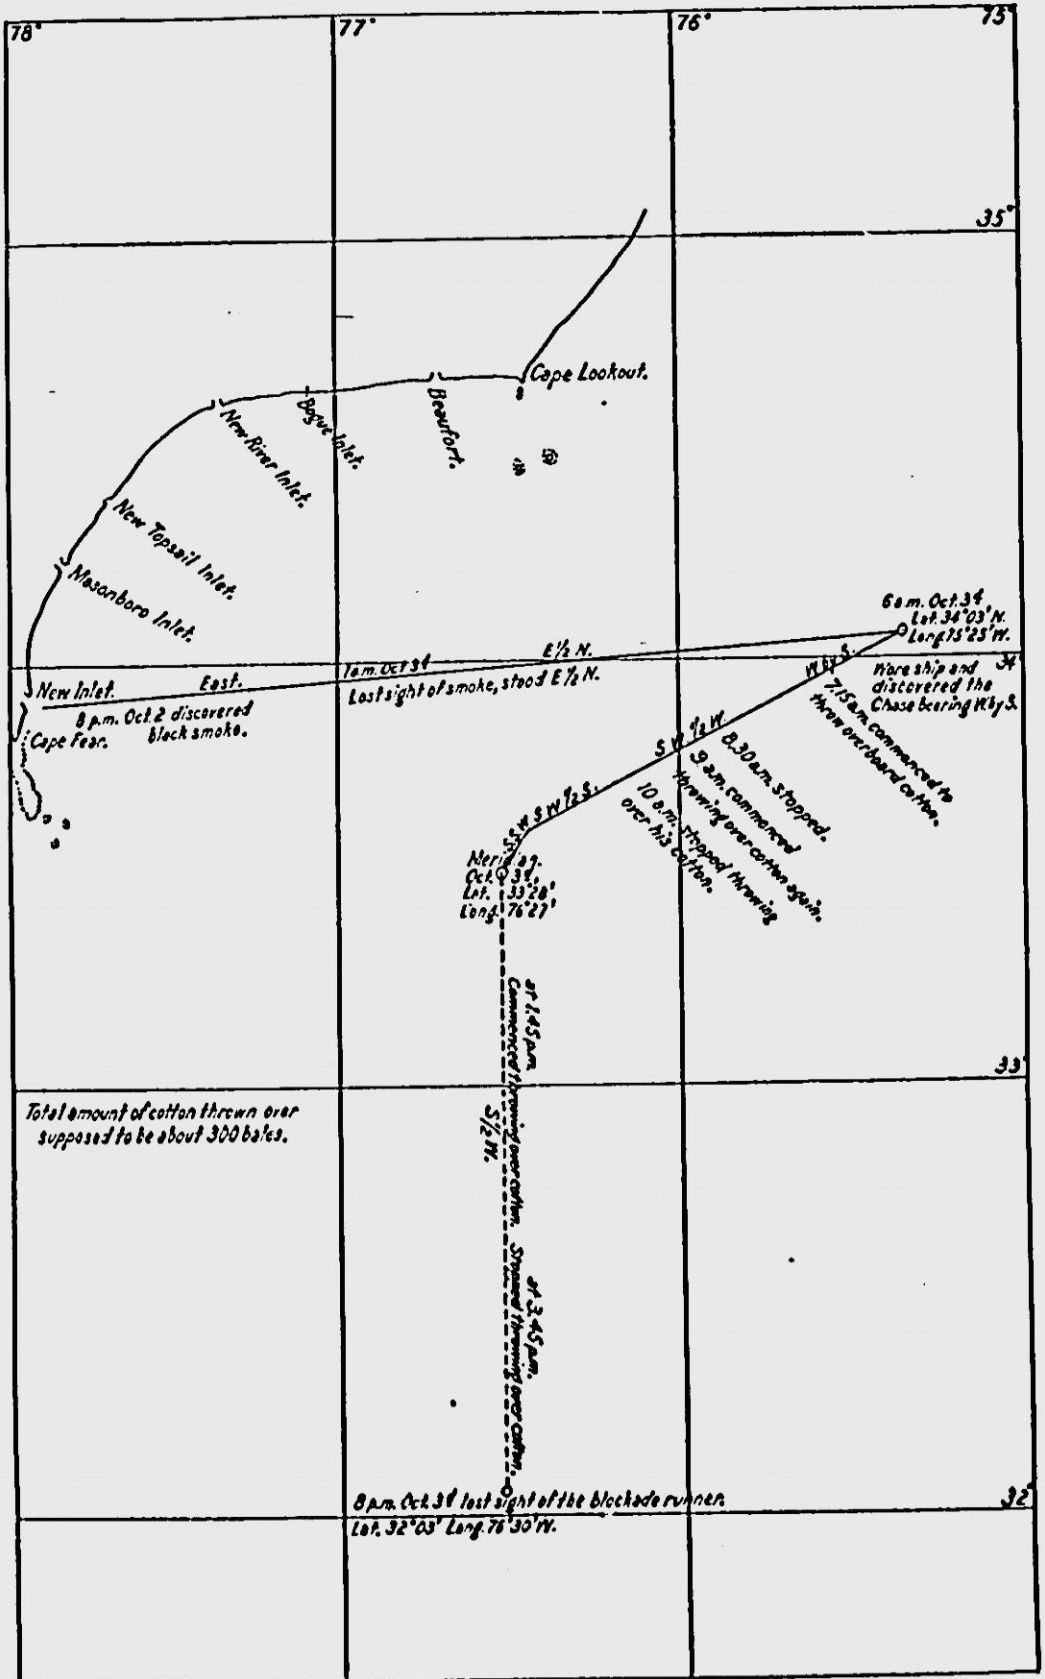 78°
77°
76°
75°
35°
Cape Lookout.
Beaufort.
Bogue Inlet.
New River Inlet.
New Topsail Inlet.
Masonboro Inlet.
6 a.m. Oct. 3d
Lat. 34°03' N.
Long. 75°25' W.
34°
E ½ N.
1 a.m. Oct 3d
Lost sight of smoke, stood E ½ N.
East.
New Inlet.
8 p.m. Oct. 2 discovered
black smoke.
Cape Fear.
W by S.
Wore ship and
discovered the
Chase bearing W by S.
7.15 a.m. commenced to
throw overboard cotton.
S W ½ W.
8.30 a.m. stopped.
9 a.m. commenced
throwing over cotton again.
10 a.m. stopped throwing
over his cotton.
S W ½ S.
S S W
Meridian.
Oct. 3d.
Lat. 33°28'
Long. 76°27'
at 1.45 p.m.
Commenced throwing over cotton.
S ½ W.
33°
Total amount of cotton thrown over
supposed to be about 300 bales.
at 3.45 p.m.
Stopped throwing over cotton.
8 p.m. Oct. 3d lost sight of the blockade runner.
Lat. 32°03' Long. 76°30' W.
32°